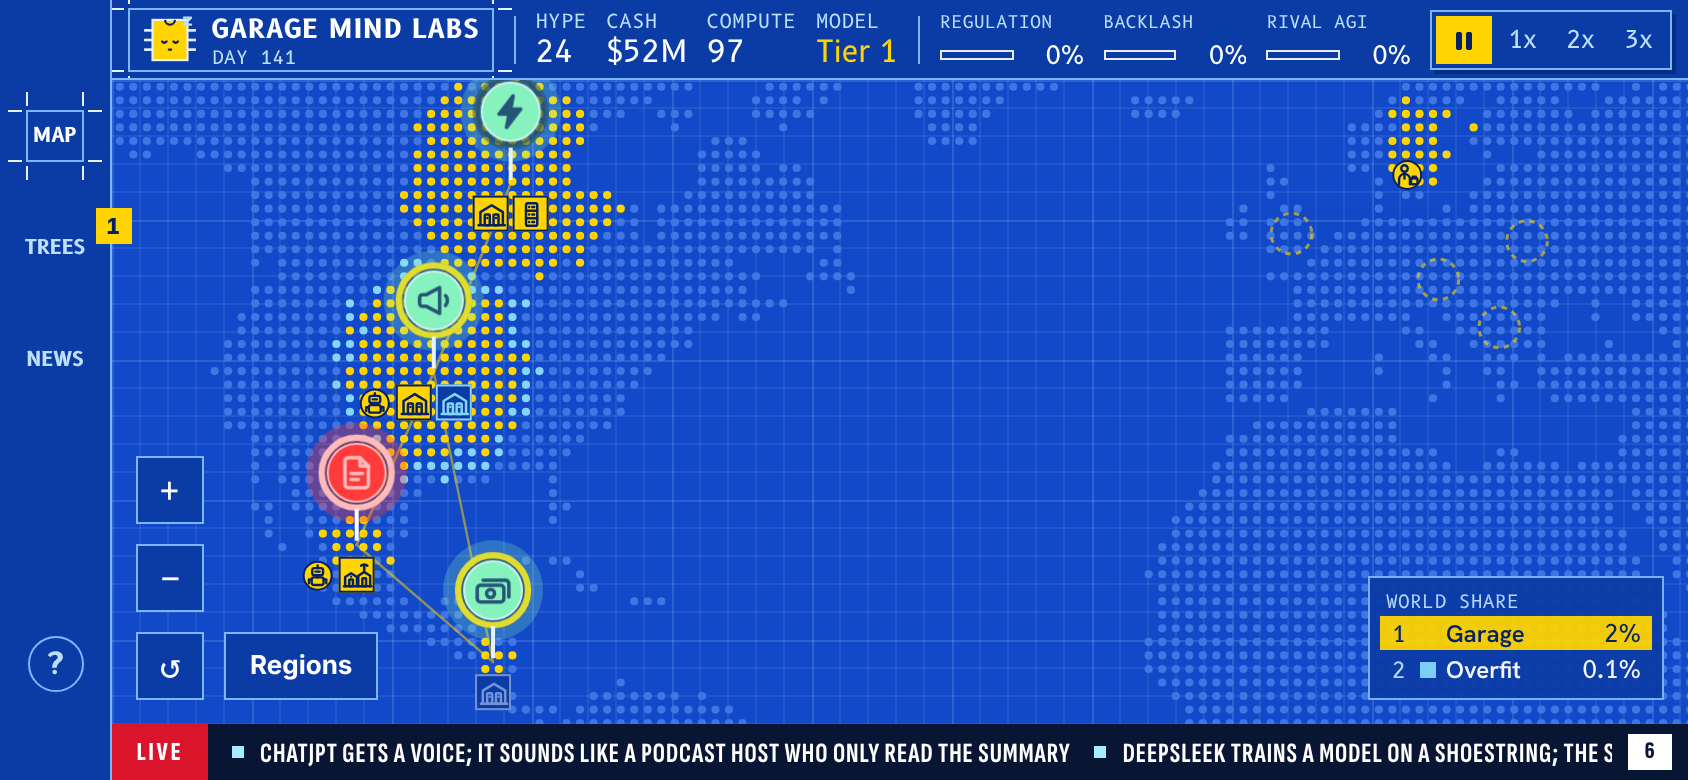 GARAGE MIND LABS
DAY 141
HYPE
24
CASH
$52M
COMPUTE
97
MODEL
Tier 1
REGULATION
0%
BACKLASH
0%
RIVAL AGI
0%
1x 2x 3x
MAP
1
TREES
NEWS
+
−
↺
Regions
?
WORLD SHARE
1 Garage 2%
2 Overfit 0.1%
LIVE
CHATJPT GETS A VOICE; IT SOUNDS LIKE A PODCAST HOST WHO ONLY READ THE SUMMARY
DEEPSLEEK TRAINS A MODEL ON A SHOESTRING; THE S
6